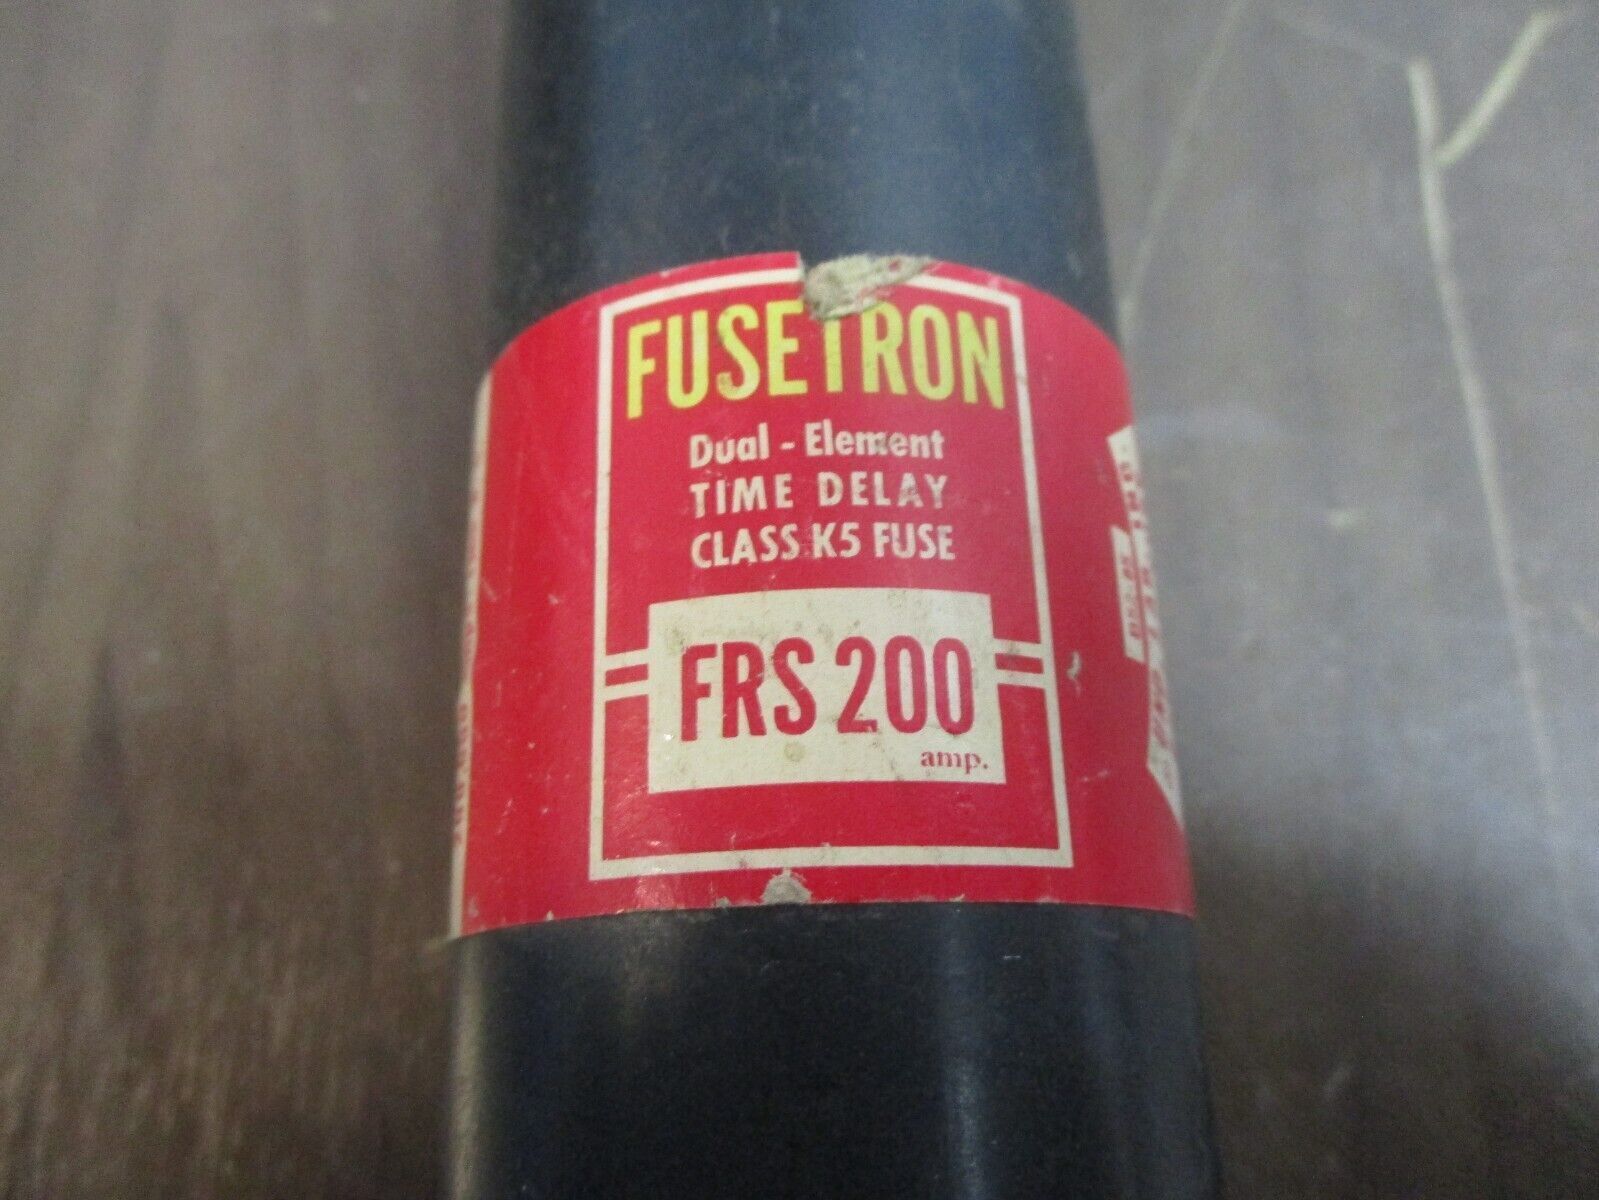 FUSETRON
Dual - Element
TIME DELAY
CLASS K5 FUSE
FRS 200
amp.